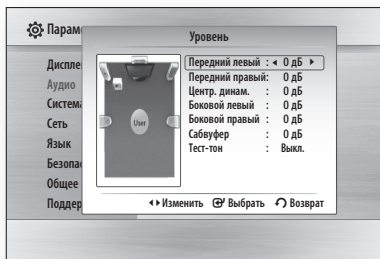 Парам
Уровень
Диспле
Аудио
Система
Сеть
Язык
Безопас
Общее
Поддер
User
Передний левый : ◂ 0 дБ ▸
Передний правый: 0 дБ
Центр. динам. : 0 дБ
Боковой левый : 0 дБ
Боковой правый : 0 дБ
Сабвуфер : 0 дБ
Тест-тон : Выкл.
◂▸ Изменить Выбрать Возврат